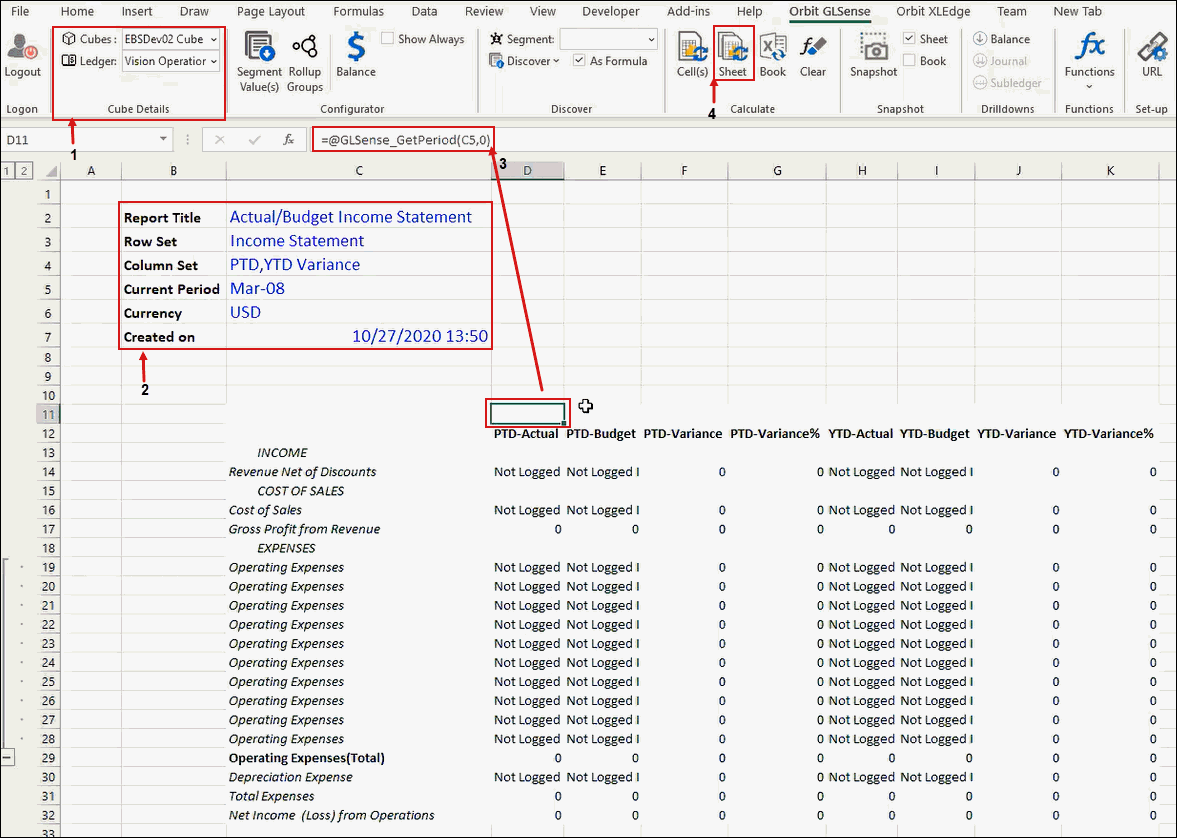 File Home Insert Draw Page Layout Formulas Data Review View Developer Add-ins Help Orbit GLSense Orbit XLEdge Team New Tab
Cubes : EBSDev02 Cube Show Always Segment: Sheet Balance
Ledger: Vision Operation Discover As Formula Book Journal
Subledger
Logout Segment Value(s) Rollup Groups Balance Cell(s) Sheet Book Clear Snapshot Functions URL
Logon Cube Details Configurator Discover Calculate Snapshot Drilldowns Functions Set-up
4
D11 fx =@GLSense_GetPeriod(C5,0)
1 3
1 2 A B C D E F G H I J K
1
2 Report Title Actual/Budget Income Statement
3 Row Set Income Statement
4 Column Set PTD,YTD Variance
5 Current Period Mar-08
6 Currency USD
7 Created on 10/27/2020 13:50
8
9
2
10
11
12 PTD-Actual PTD-Budget PTD-Variance PTD-Variance% YTD-Actual YTD-Budget YTD-Variance YTD-Variance%
13 INCOME
14 Revenue Net of Discounts Not Logged Not Logged I 0 0 Not Logged Not Logged I 0 0
15 COST OF SALES
16 Cost of Sales Not Logged Not Logged I 0 0 Not Logged Not Logged I 0 0
17 Gross Profit from Revenue 0 0 0 0 0 0 0 0
18 EXPENSES
19 Operating Expenses Not Logged Not Logged I 0 0 Not Logged Not Logged I 0 0
20 Operating Expenses Not Logged Not Logged I 0 0 Not Logged Not Logged I 0 0
21 Operating Expenses Not Logged Not Logged I 0 0 Not Logged Not Logged I 0 0
22 Operating Expenses Not Logged Not Logged I 0 0 Not Logged Not Logged I 0 0
23 Operating Expenses Not Logged Not Logged I 0 0 Not Logged Not Logged I 0 0
24 Operating Expenses Not Logged Not Logged I 0 0 Not Logged Not Logged I 0 0
25 Operating Expenses Not Logged Not Logged I 0 0 Not Logged Not Logged I 0 0
26 Operating Expenses Not Logged Not Logged I 0 0 Not Logged Not Logged I 0 0
27 Operating Expenses Not Logged Not Logged I 0 0 Not Logged Not Logged I 0 0
28 Operating Expenses Not Logged Not Logged I 0 0 Not Logged Not Logged I 0 0
29 Operating Expenses(Total) 0 0 0 0 0 0 0 0
30 Depreciation Expense Not Logged Not Logged I 0 0 Not Logged Not Logged I 0 0
31 Total Expenses 0 0 0 0 0 0 0 0
32 Net Income (Loss) from Operations 0 0 0 0 0 0 0 0
33